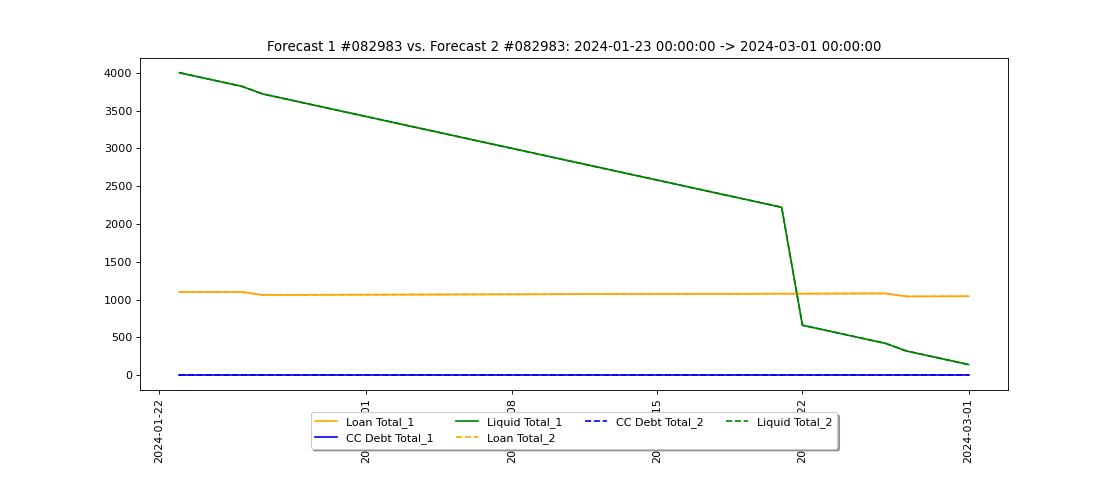 Forecast 1 #082983 vs. Forecast 2 #082983: 2024-01-23 00:00:00 -> 2024-03-01 00:00:00
4000
3500
3000
2500
2000
1500
1000
500
0
2024-01-22
2024-03-01
Loan Total_1
CC Debt Total_1
Liquid Total_1
Loan Total_2
CC Debt Total_2
Liquid Total_2